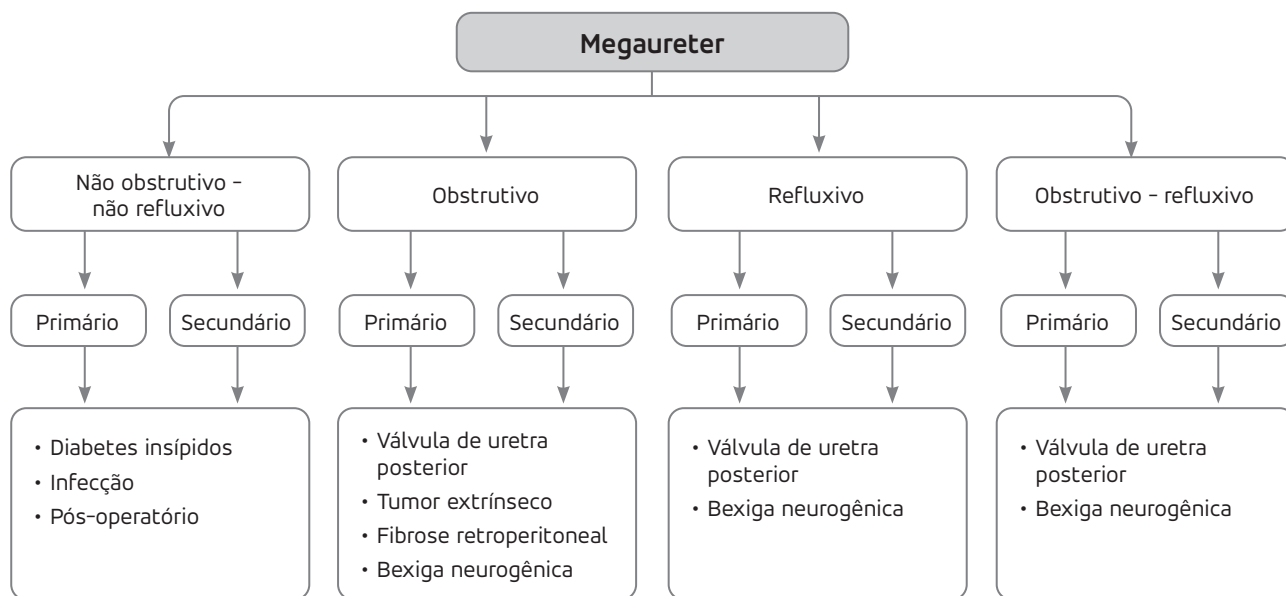 Megaureter
Não obstrutivo -
não refluxivo
Obstrutivo
Refluxivo
Obstrutivo - refluxivo
Primário
Secundário
Primário
Secundário
Primário
Secundário
Primário
Secundário
• Diabetes insípidos
• Infecção
• Pós-operatório
• Válvula de uretra
posterior
• Tumor extrínseco
• Fibrose retroperitoneal
• Bexiga neurogênica
• Válvula de uretra
posterior
• Bexiga neurogênica
• Válvula de uretra
posterior
• Bexiga neurogênica